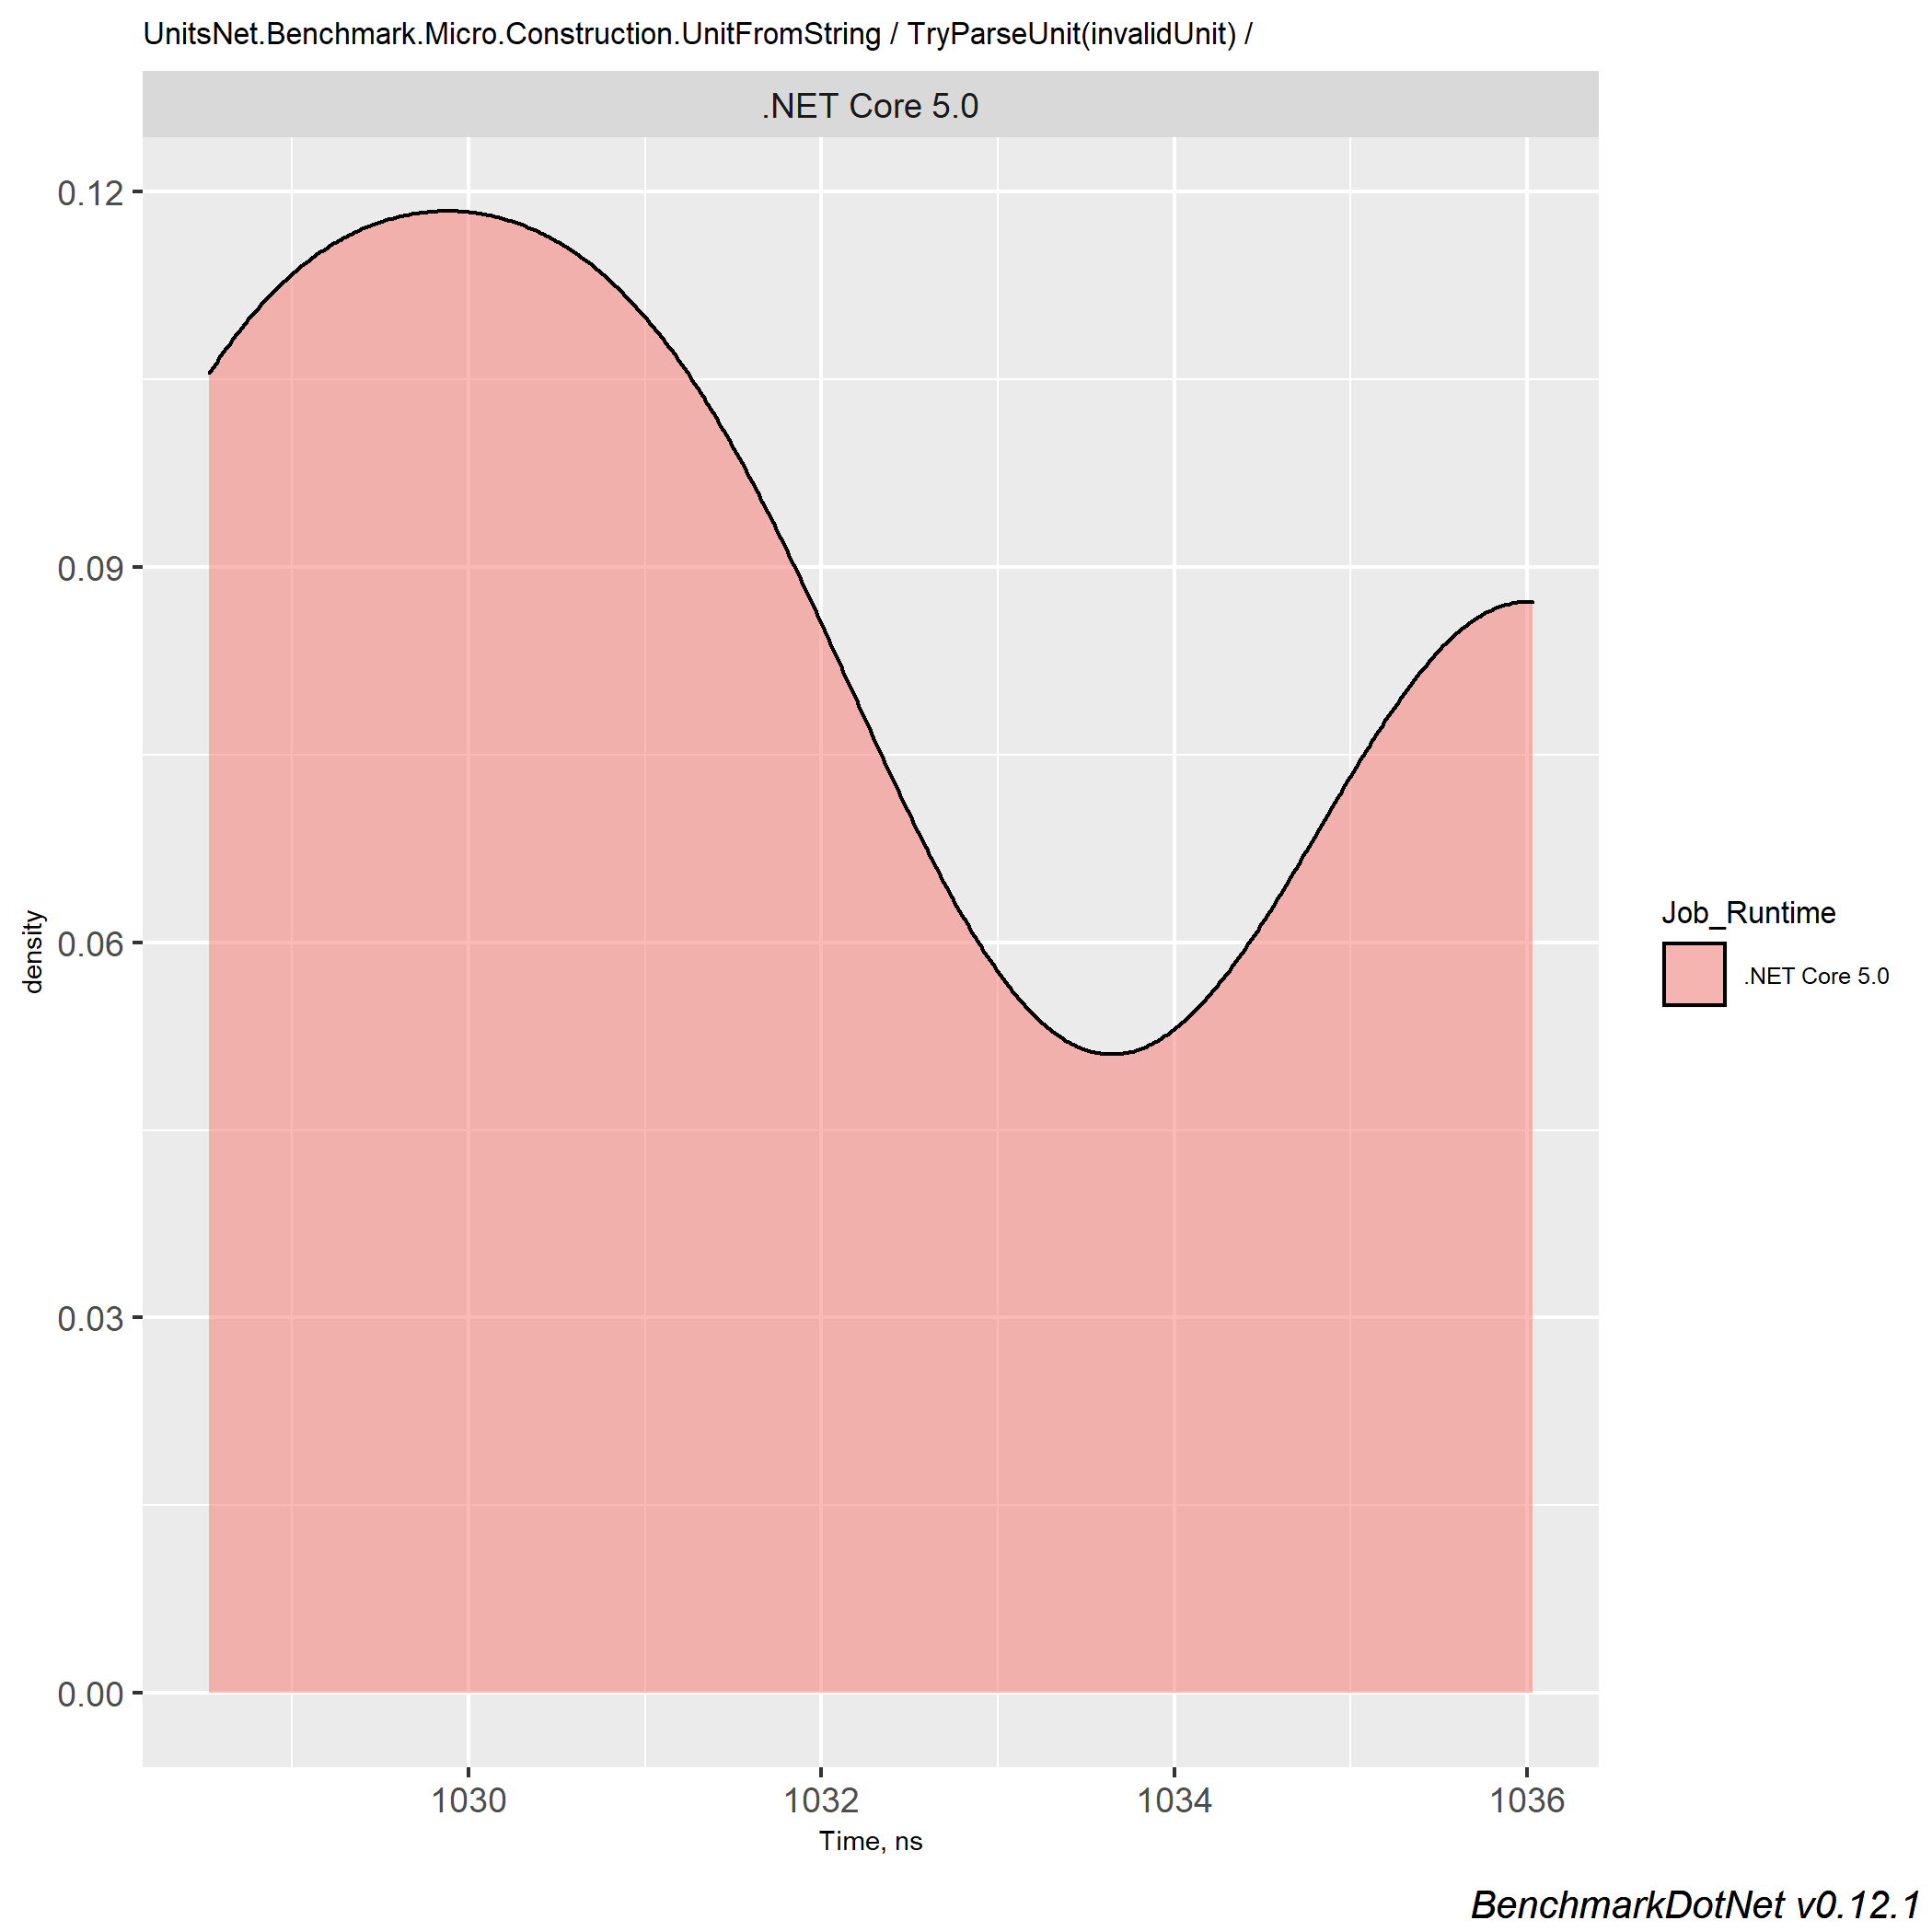 UnitsNet.Benchmark.Micro.Construction.UnitFromString / TryParseUnit(invalidUnit) /
.NET Core 5.0
0.12
0.09
0.06
0.03
0.00
density
1030 1032 1034 1036
Time, ns
Job_Runtime
.NET Core 5.0
BenchmarkDotNet v0.12.1